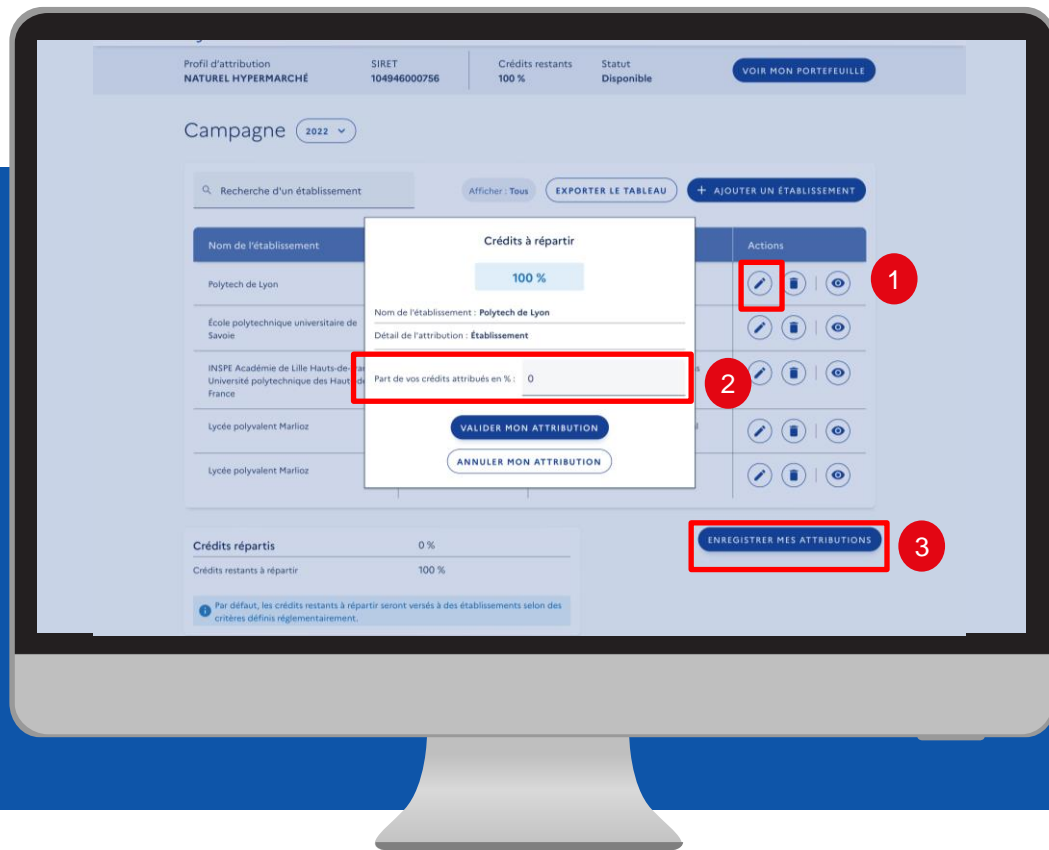 Profil d'attribution
NATUREL HYPERMARCHÉ
SIRET
104946000756
Crédits restants
100 %
Statut
Disponible
VOIR MON PORTEFEUILLE
Campagne 2022
Recherche d'un établissement
Afficher : Tous
EXPORTER LE TABLEAU
+ AJOUTER UN ÉTABLISSEMENT
Nom de l'établissement
Actions
Polytech de Lyon
École polytechnique universitaire de
Savoie
INSPE Académie de Lille Hauts-de-
Université polytechnique des Haut
France
Lycée polyvalent Marlioz
Lycée polyvalent Marlioz
Crédits à répartir
100 %
Nom de l'établissement : Polytech de Lyon
Détail de l'attribution : Établissement
Part de vos crédits attribués en % : 0
VALIDER MON ATTRIBUTION
ANNULER MON ATTRIBUTION
1
2
Crédits répartis 0 %
Crédits restants à répartir 100 %
Par défaut, les crédits restants à répartir seront versés à des établissements selon des
critères définis réglementairement.
ENREGISTRER MES ATTRIBUTIONS
3